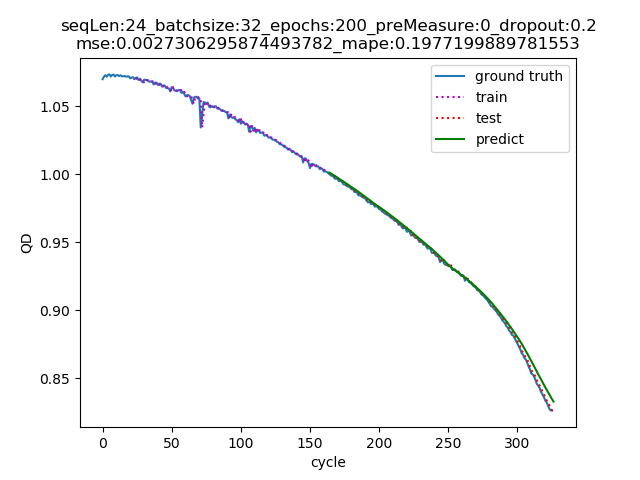 seqLen:24_batchsize:32_epochs:200_preMeasure:0_dropout:0.2
mse:0.0027306295874493782_mape:0.1977199889781553
ground truth
train
test
predict
1.05
1.00
0.95
0.90
0.85
QD
0
50
100
150
200
250
300
cycle